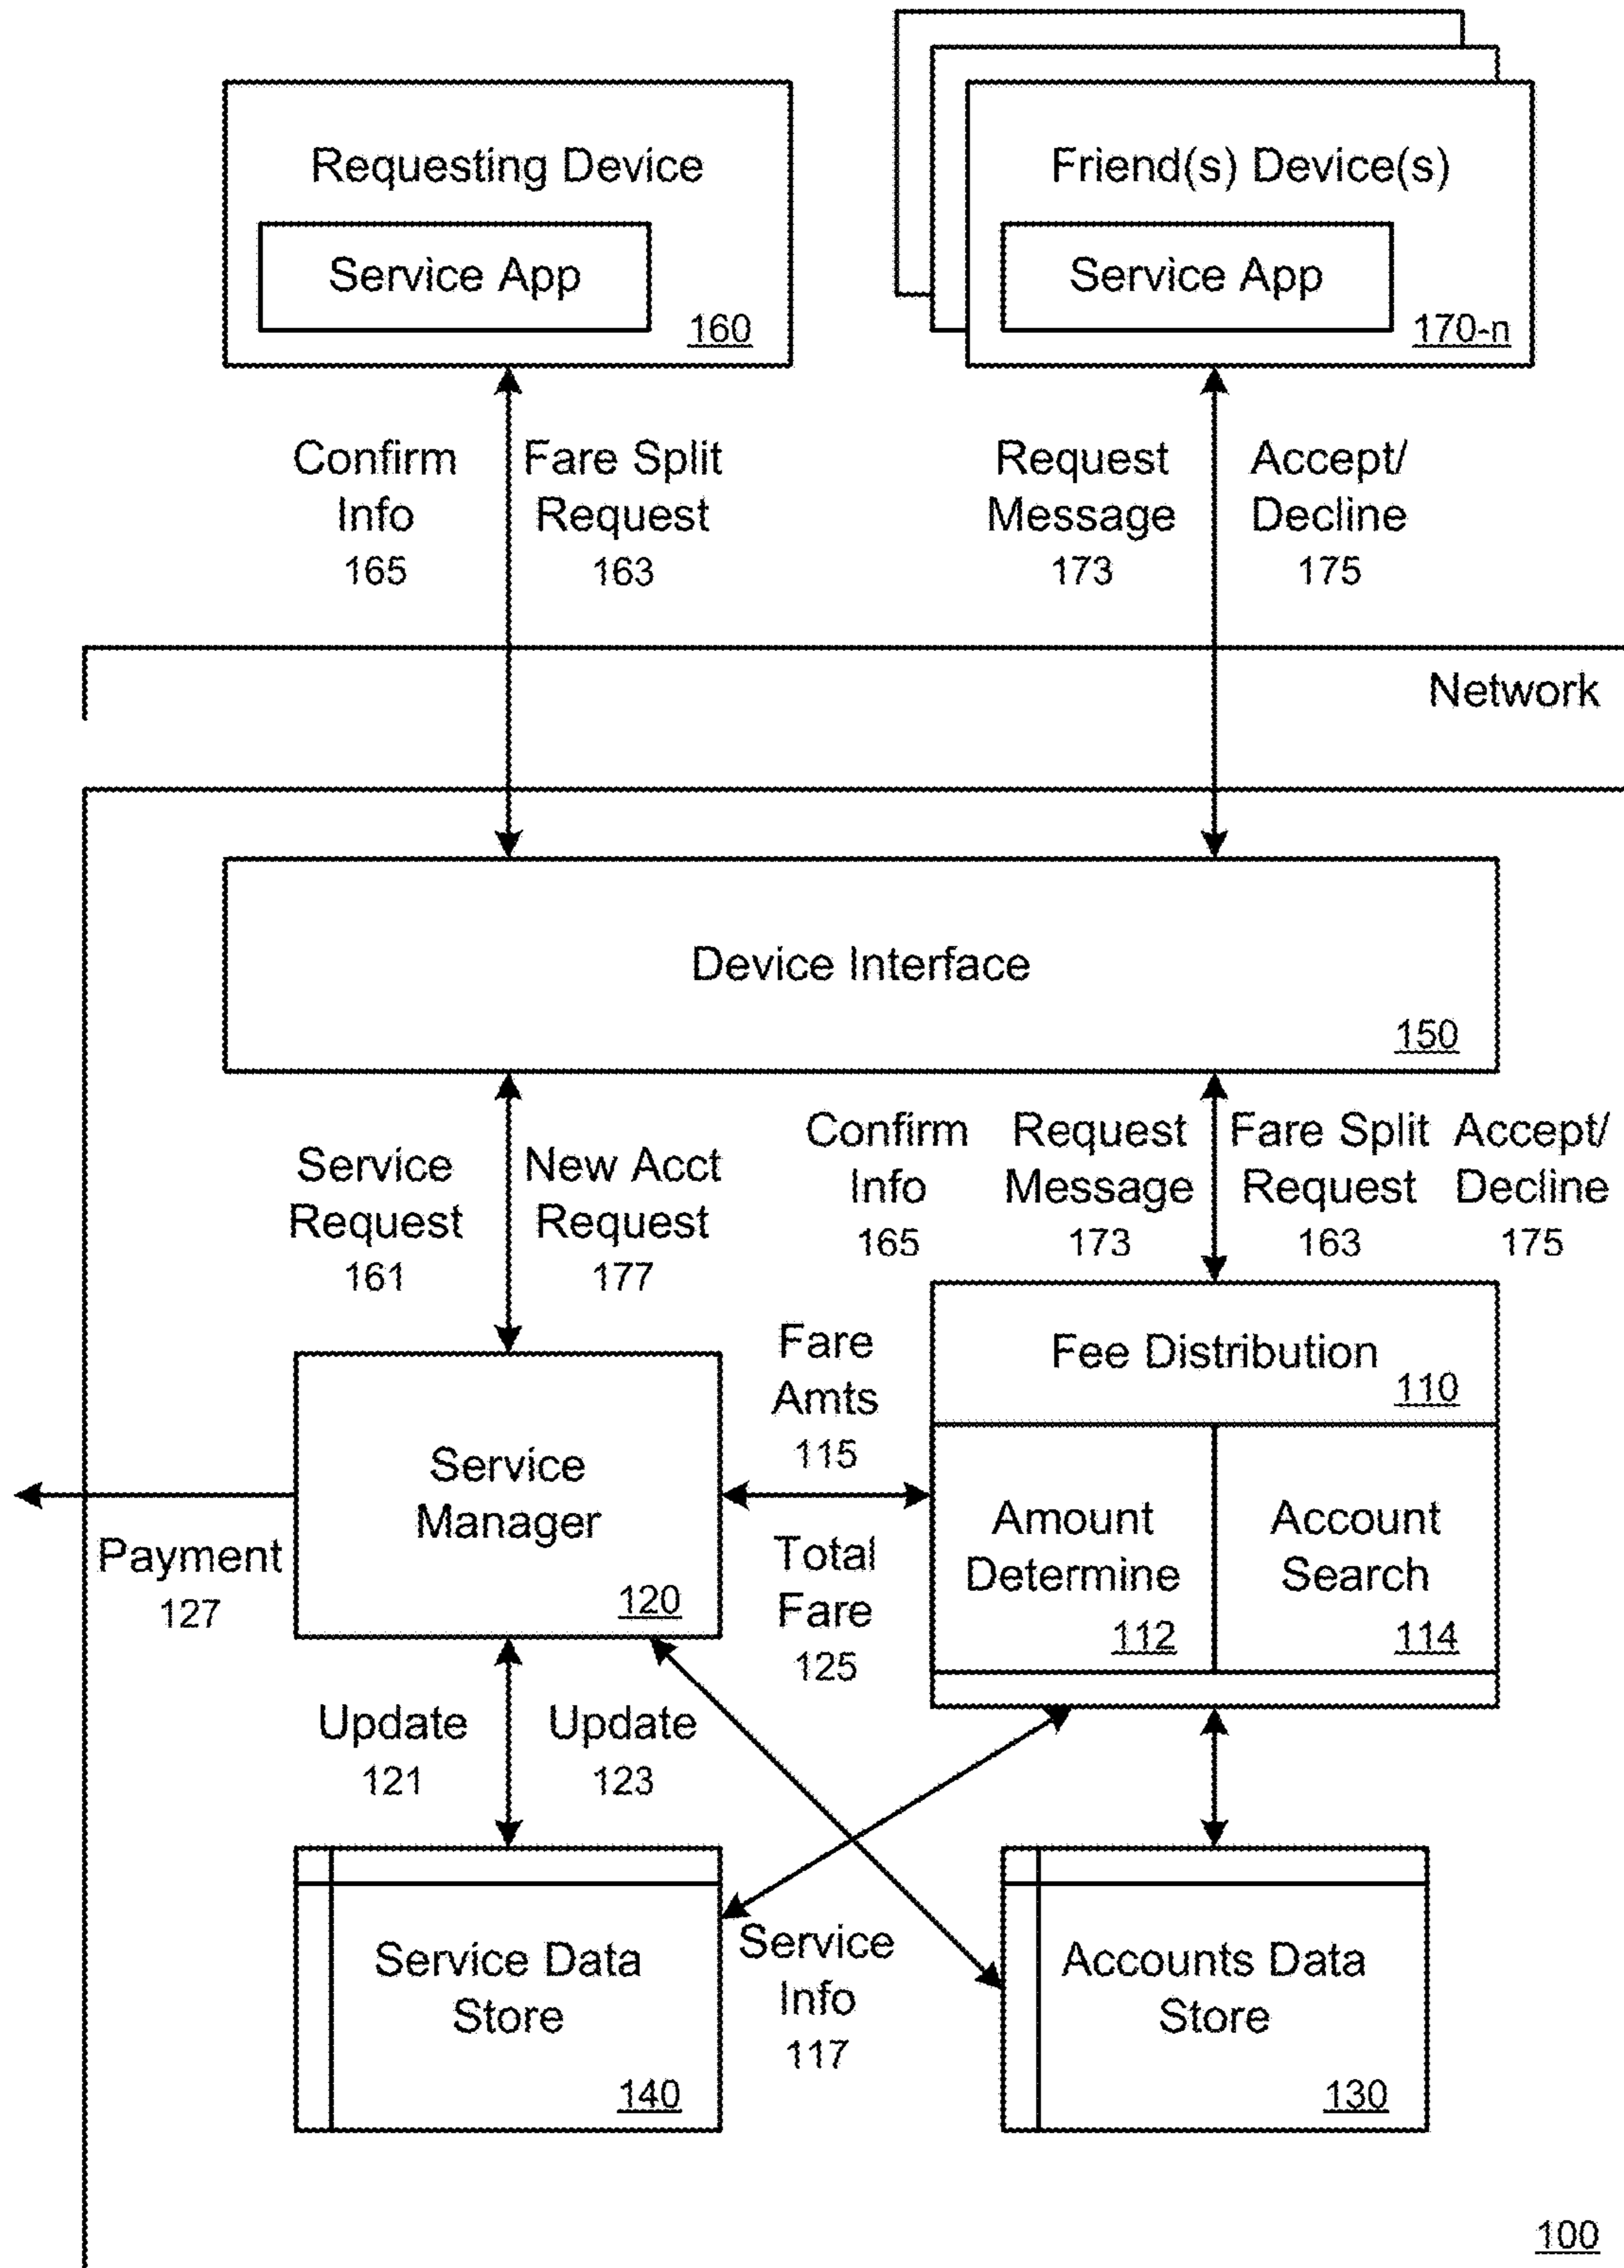 Requesting Device
Service App
160
Friend(s) Device(s)
Service App
170-n
Confirm
Info
165
Fare Split
Request
163
Request
Message
173
Accept/
Decline
175
Network
Device Interface
150
Service
Request
161
New Acct
Request
177
Confirm
Info
165
Request
Message
173
Fare Split
Request
163
Accept/
Decline
175
Fee Distribution
110
Amount
Determine
112
Account
Search
114
Fare
Amts
115
Total
Fare
125
Service
Manager
120
Payment
127
Update
121
Update
123
Service Data
Store
140
Service
Info
117
Accounts Data
Store
130
100